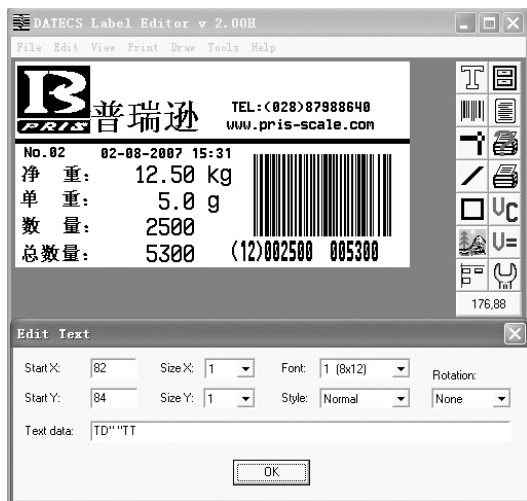 DATECS Label Editor v 2.00H
File Edit View Print Draw Tools Help
PRIS
普瑞逊
TEL:(028)87988640
www.pris-scale.com
No.02 02-08-2007 15:31
净 重: 12.50 kg
单 重: 5.0 g
数 量: 2500
总数量: 5300
(12)002500 005300
T
VC
V=
176,88
Edit Text
Start X: 82 Size X: 1 Font: 1 (8x12) Rotation:
Start Y: 84 Size Y: 1 Style: Normal None
Text data: TD" "TT
OK